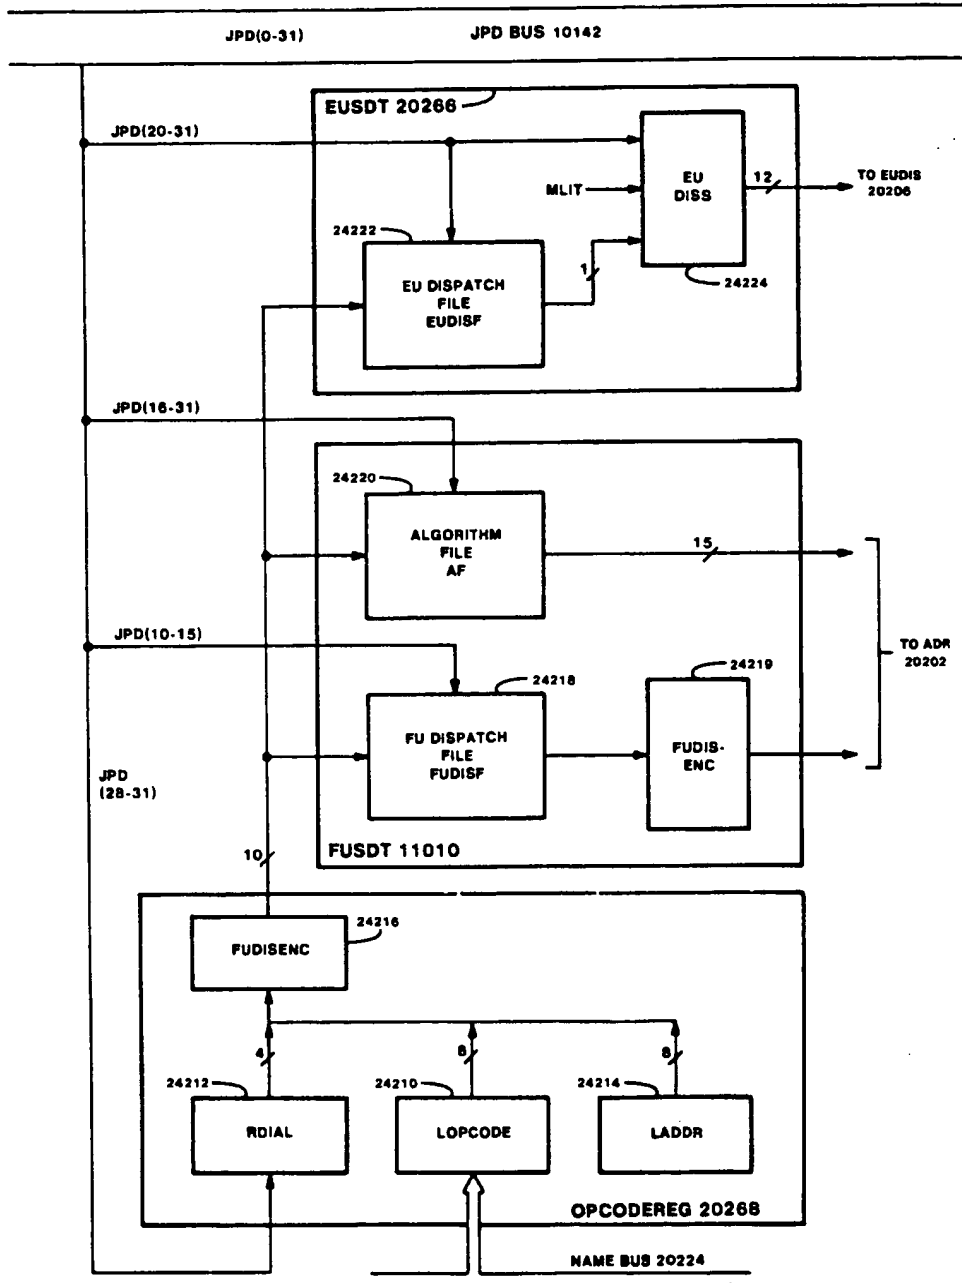 JPD(0-31)
JPD BUS 10142
EUSDT 20266
JPD(20-31)
EU
DISS
MLIT
12
TO EUDIS
20206
24222
EU DISPATCH
FILE
EUDISF
1
24224
JPD(16-31)
24220
ALGORITHM
FILE
AF
15
JPD(10-15)
TO ADR
20202
24218
24219
FU DISPATCH
FILE
FUDISF
FUDIS-
ENC
JPD
(28-31)
FUSDT 11010
10
24216
FUDISENC
4
8
8
24212
24210
24214
RDIAL
LOPCODE
LADDR
OPCODEREG 20268
NAME BUS 20224